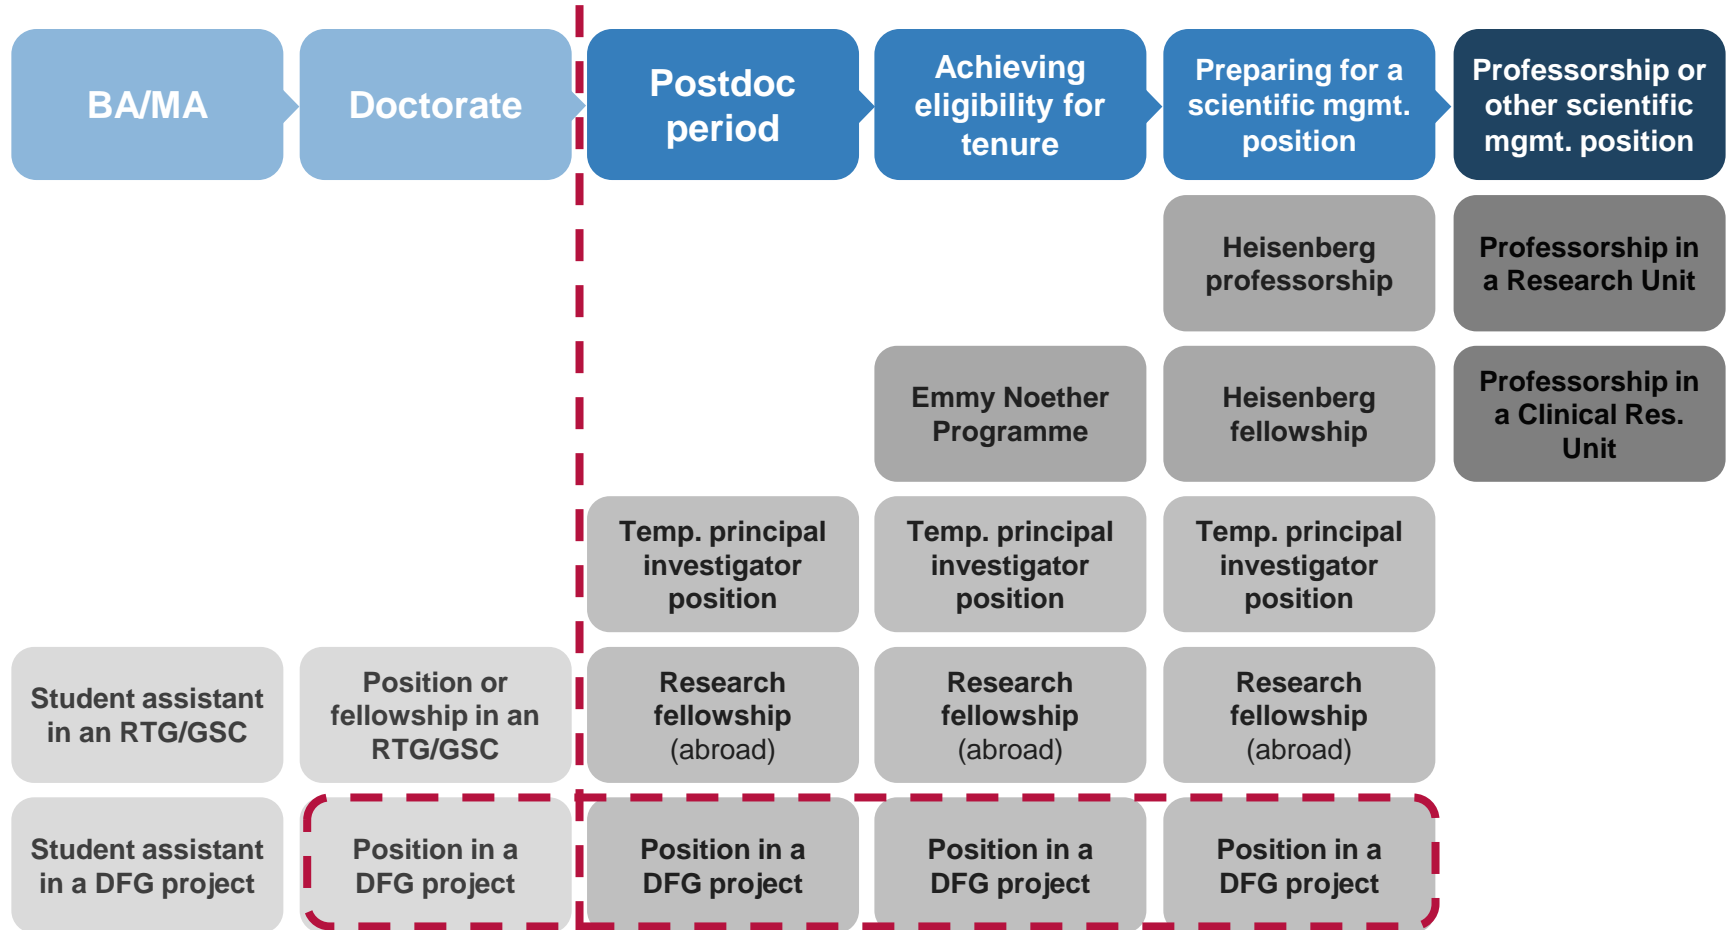 BA/MA
Doctorate
Postdoc
period
Achieving
eligibility for
tenure
Preparing for a
scientific mgmt.
position
Professorship or
other scientific
mgmt. position
Heisenberg
professorship
Professorship in
a Research Unit
Emmy Noether
Programme
Heisenberg
fellowship
Professorship in
a Clinical Res.
Unit
Temp. principal
investigator
position
Temp. principal
investigator
position
Temp. principal
investigator
position
Student assistant
in an RTG/GSC
Position or
fellowship in an
RTG/GSC
Research
fellowship
(abroad)
Research
fellowship
(abroad)
Research
fellowship
(abroad)
Student assistant
in a DFG project
Position in a
DFG project
Position in a
DFG project
Position in a
DFG project
Position in a
DFG project